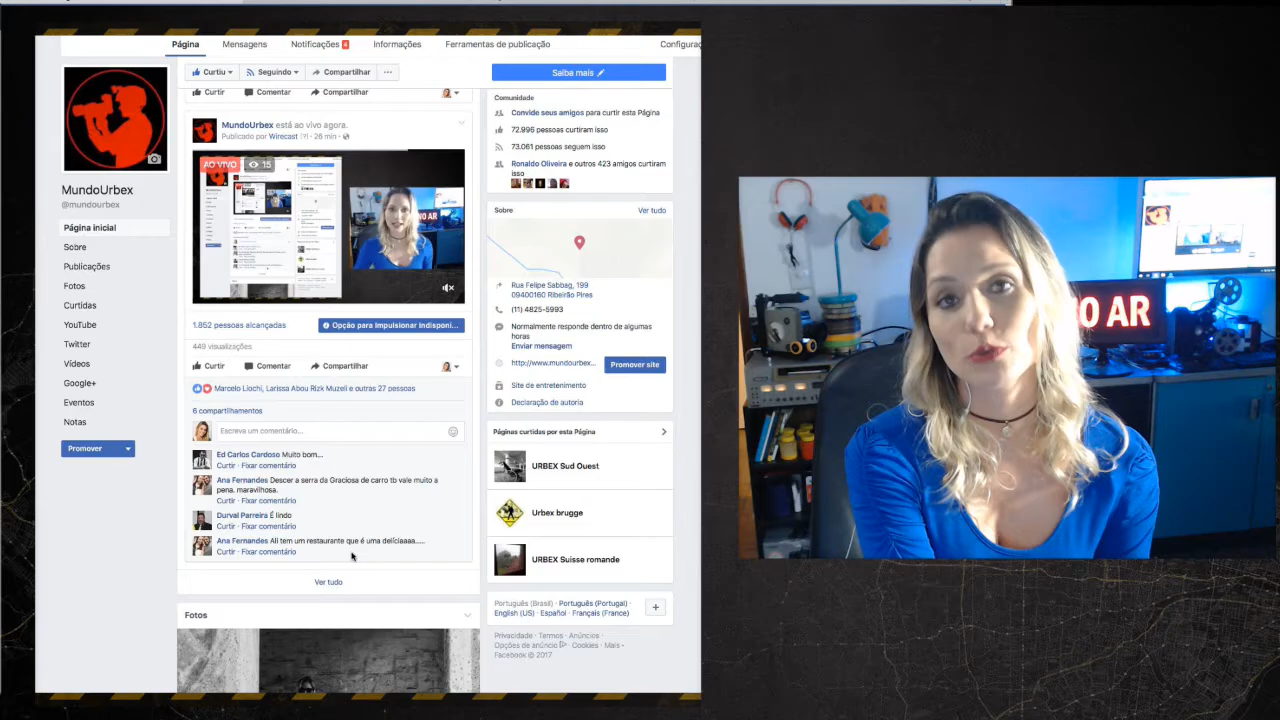 Página Mensagens Notificações 4 Informações Ferramentas de publicação Configuraç
Curtiu Seguindo Compartilhar ... Saiba mais
Curtir Comentar Compartilhar
MundoUrbex está ao vivo agora.
Publicado por Wirecast [?] · 26 min ·
AO VIVO 15
NO AR
1.852 pessoas alcançadas Opção para Impulsionar indisponí...
449 visualizações
Curtir Comentar Compartilhar
Marcelo Liochi, Larissa Abou Rizk Muzeli e outras 27 pessoas
6 compartilhamentos
Escreva um comentário...
Ed Carlos Cardoso Muito bom...
Curtir · Fixar comentário
Ana Fernandes Descer a serra da Graciosa de carro tb vale muito a
pena. maravilhosa.
Curtir · Fixar comentário
Durval Parreira É lindo
Curtir · Fixar comentário
Ana Fernandes Ali tem um restaurante que é uma delíciaaaa.....
Curtir · Fixar comentário
Ver tudo
Fotos
MundoUrbex
@mundourbex
Página inicial
Sobre
Publicações
Fotos
Curtidas
YouTube
Twitter
Vídeos
Google+
Eventos
Notas
Promover
Comunidade
Convide seus amigos para curtir esta Página
72.996 pessoas curtiram isso
73.061 pessoas seguem isso
Ronaldo Oliveira e outros 423 amigos curtiram
isso
Sobre Ver tudo
Rua Felipe Sabbag, 199
09400160 Ribeirão Pires
(11) 4825-5993
Normalmente responde dentro de algumas
horas
Enviar mensagem
http://www.mundourbex... Promover site
Site de entretenimento
Declaração de autoria
Páginas curtidas por esta Página
URBEX Sud Ouest
Urbex brugge
URBEX Suisse romande
Português (Brasil) · Português (Portugal) ·
English (US) · Español · Français (France)
Privacidade · Termos · Anúncios ·
Opções de anúncio · Cookies · Mais
Facebook © 2017
NO AR